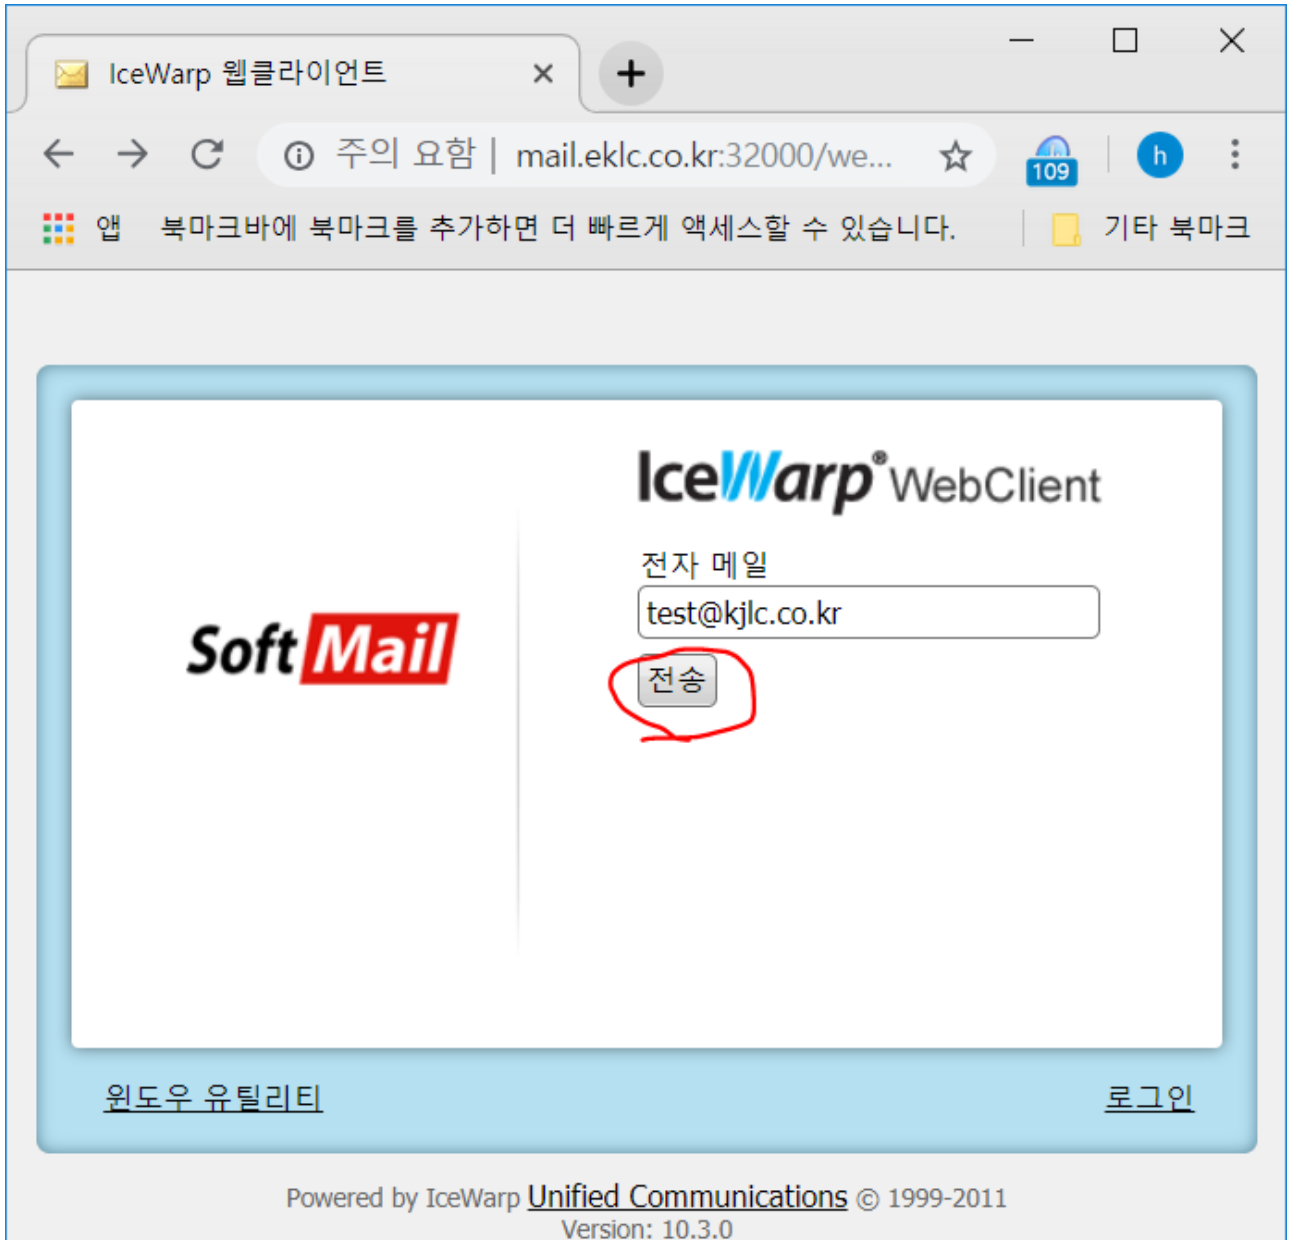 IceWarp 웹클라이언트
주의 요함 | mail.eklc.co.kr:32000/we...
109
h
앱 북마크바에 북마크를 추가하면 더 빠르게 액세스할 수 있습니다. 기타 북마크
IceWarp® WebClient
전자 메일
test@kjlc.co.kr
Soft Mail
전송
윈도우 유틸리티 로그인
Powered by IceWarp Unified Communications © 1999-2011
Version: 10.3.0